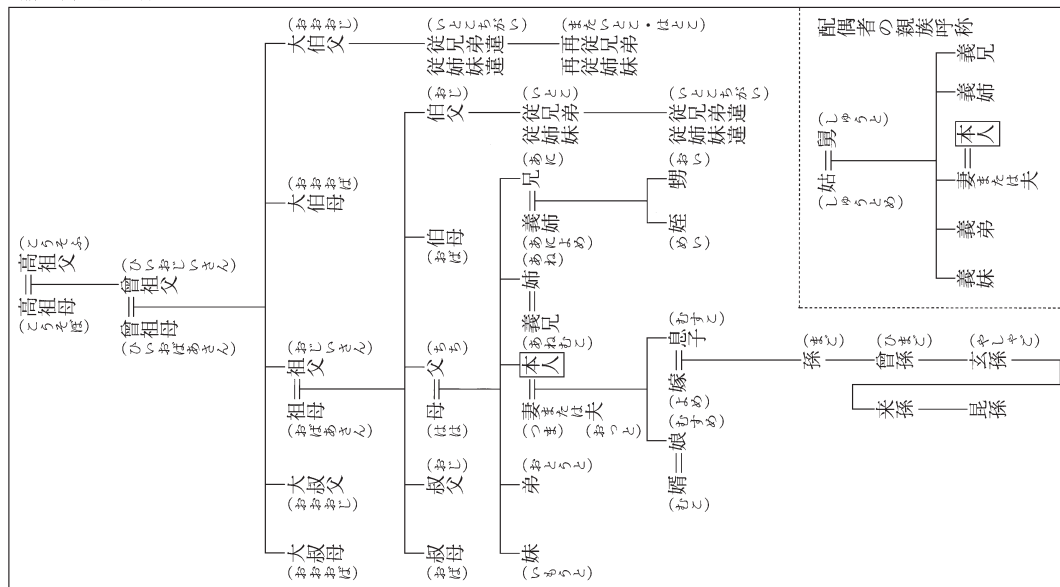 (こうそふ)
高祖父
高祖母
(こうそぼ)
(ひいおじいさん)
曾祖父
曾祖母
(ひいおばあさん)
(おおおじ)
大伯父
(おおおば)
大伯母
(おじいさん)
祖父
祖母
(おばあさん)
大叔父
(おおおじ)
大叔母
(おおおば)
(いとこちがい)
従兄弟違
従姉妹違
(またいとこ・はとこ)
再従兄弟
再従姉妹
(おじ)
伯父
伯母
(おば)
(ちち)
父
母
(はは)
(おじ)
叔父
叔母
(おば)
(いとこ)
従兄弟
従姉妹
(いとこちがい)
従兄弟違
従姉妹違
(あに)
兄
義姉
(あによめ)
(おい)
甥
姪
(めい)
(あね)
姉
義兄
(あねむこ)
本人
妻または夫
(つま) (おっと)
(おとうと)
弟
妹
(いもうと)
(むすこ)
息子
嫁
(よめ)
(むすめ)
娘
婿
(むこ)
(まご)
孫
(ひまご)
曾孫
(やしゃご)
玄孫
来孫
昆孫
配偶者の親族呼称
(しゅうと)
舅
姑
(しゅうとめ)
義兄
義姉
本人
妻または夫
義弟
義妹